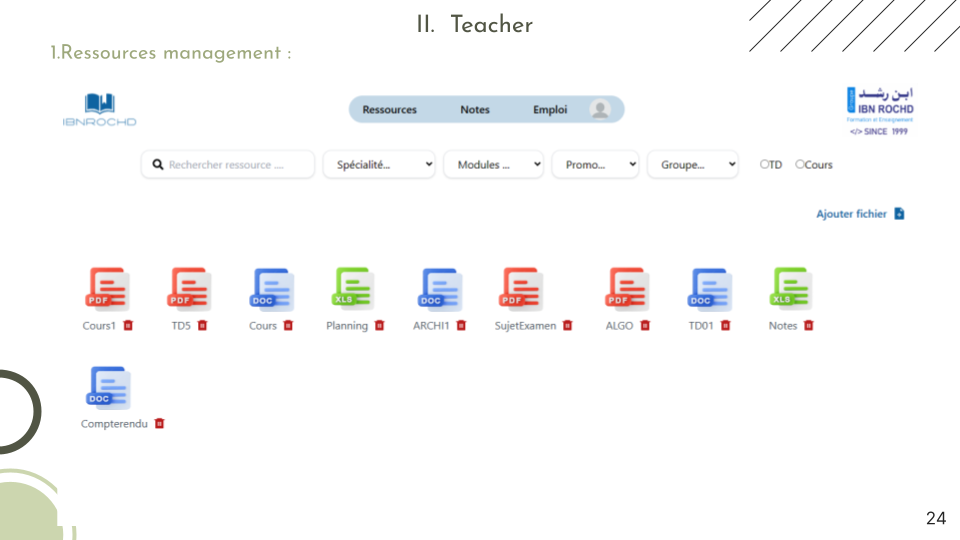 II. Teacher
1.Ressources management :
IBNROCHD
Ressources Notes Emploi
Groupe
ابن رشد
IBN ROCHD
Formation et Enseignement
</> SINCE 1999
Rechercher ressource ....
Spécialité...
Modules ...
Promo...
Groupe...
TD
Cours
Ajouter fichier
PDF PDF DOC XLS DOC PDF PDF DOC XLS
Cours1 TD5 Cours Planning ARCHI1 SujetExamen ALGO TD01 Notes
DOC
Compterendu
24